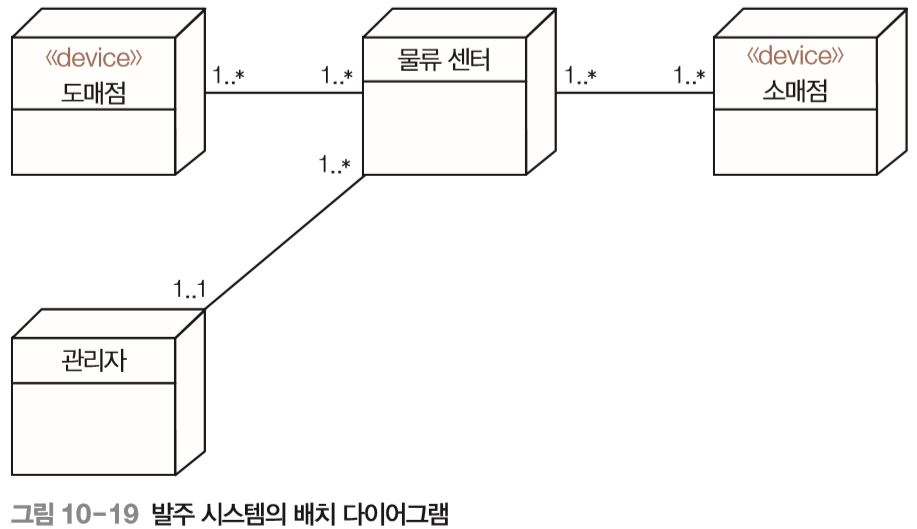 《device》
도매점
1..*
1..*
물류 센터
1..*
1..*
《device》
소매점
1..*
1..1
관리자
그림 10-19 발주 시스템의 배치 다이어그램